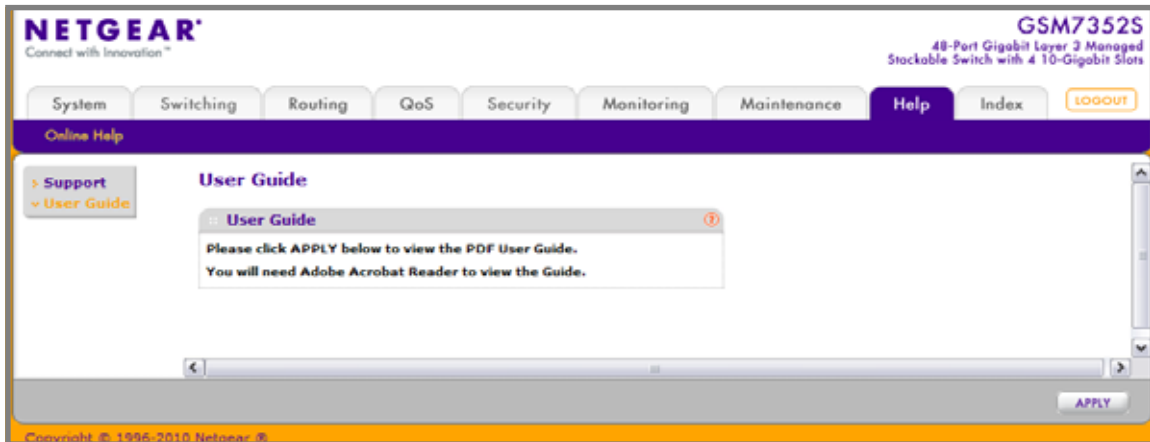 NETGEAR®
Connect with Innovation™
GSM7352S
48-Port Gigabit Layer 3 Managed
Stackable Switch with 4 10-Gigabit Slots
System Switching Routing QoS Security Monitoring Maintenance Help Index LOGOUT
Online Help
Support
User Guide
User Guide
User Guide
Please click APPLY below to view the PDF User Guide.
You will need Adobe Acrobat Reader to view the Guide.
APPLY
Copyright © 1996-2010 Netgear ®